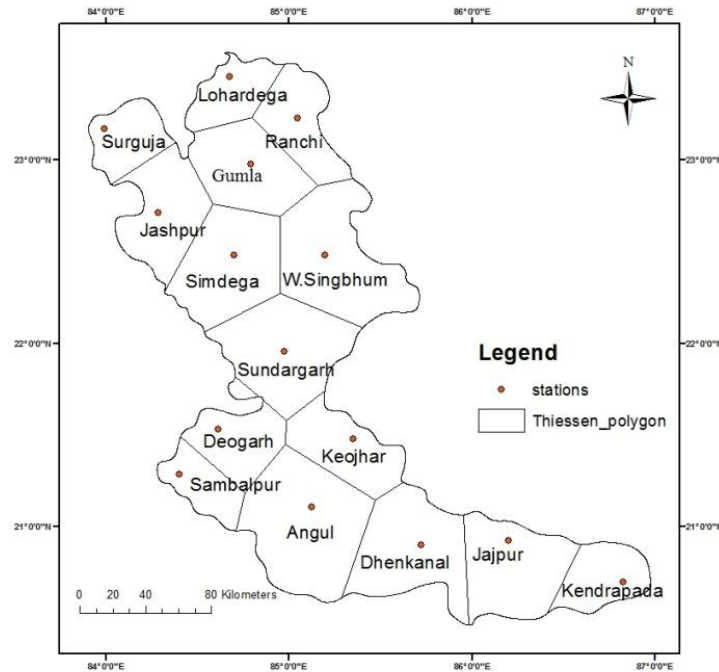 84°0'0"E 85°0'0"E 86°0'0"E 87°0'0"E
N
Lohardega
Surguja
Ranchi
23°0'0"N 23°0'0"N
Gumla
Jashpur
Simdega
W.Singbhum
22°0'0"N 22°0'0"N
Legend
Sundargarh
stations
Thiessen_polygon
Deogarh
Keojhar
Sambalpur
21°0'0"N 21°0'0"N
Angul
Dhenkanal
Jajpur
Kendrapada
0 20 40 80 Kilometers
84°0'0"E 85°0'0"E 86°0'0"E 87°0'0"E